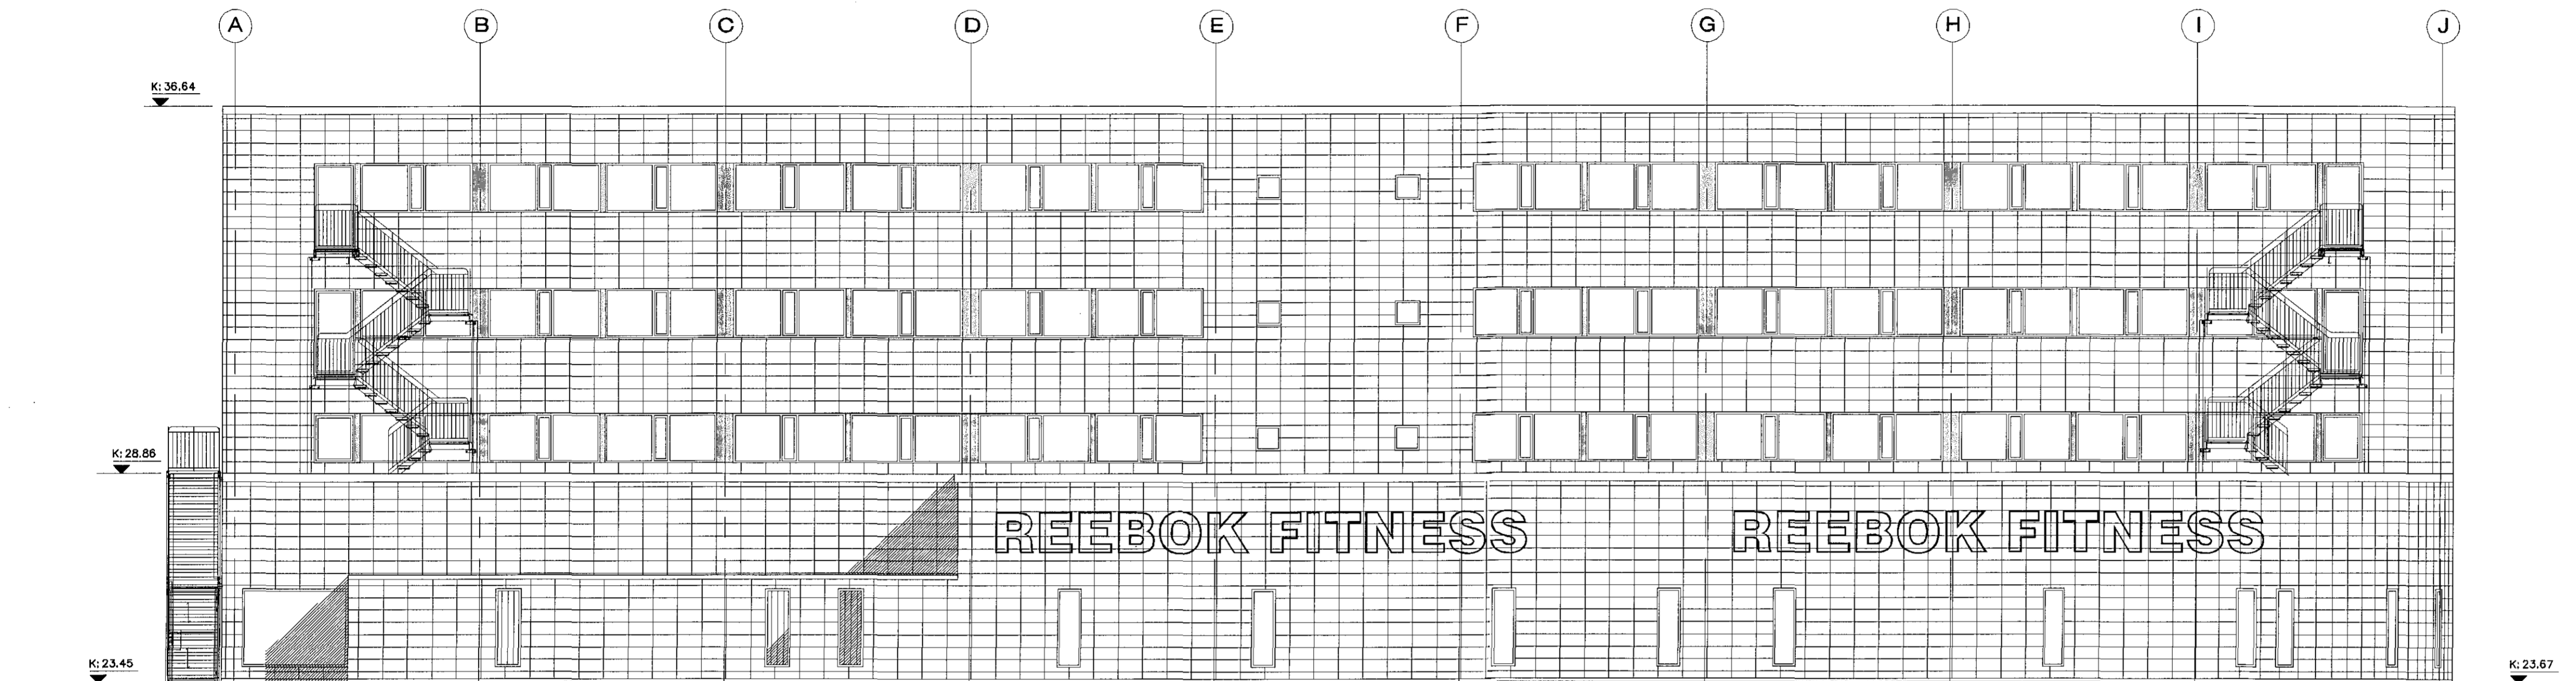 A B C D E F G H I J
K: 36.64
K: 28.86
REEBOK FITNESS REEBOK FITNESS
K: 23.45 K: 23.67